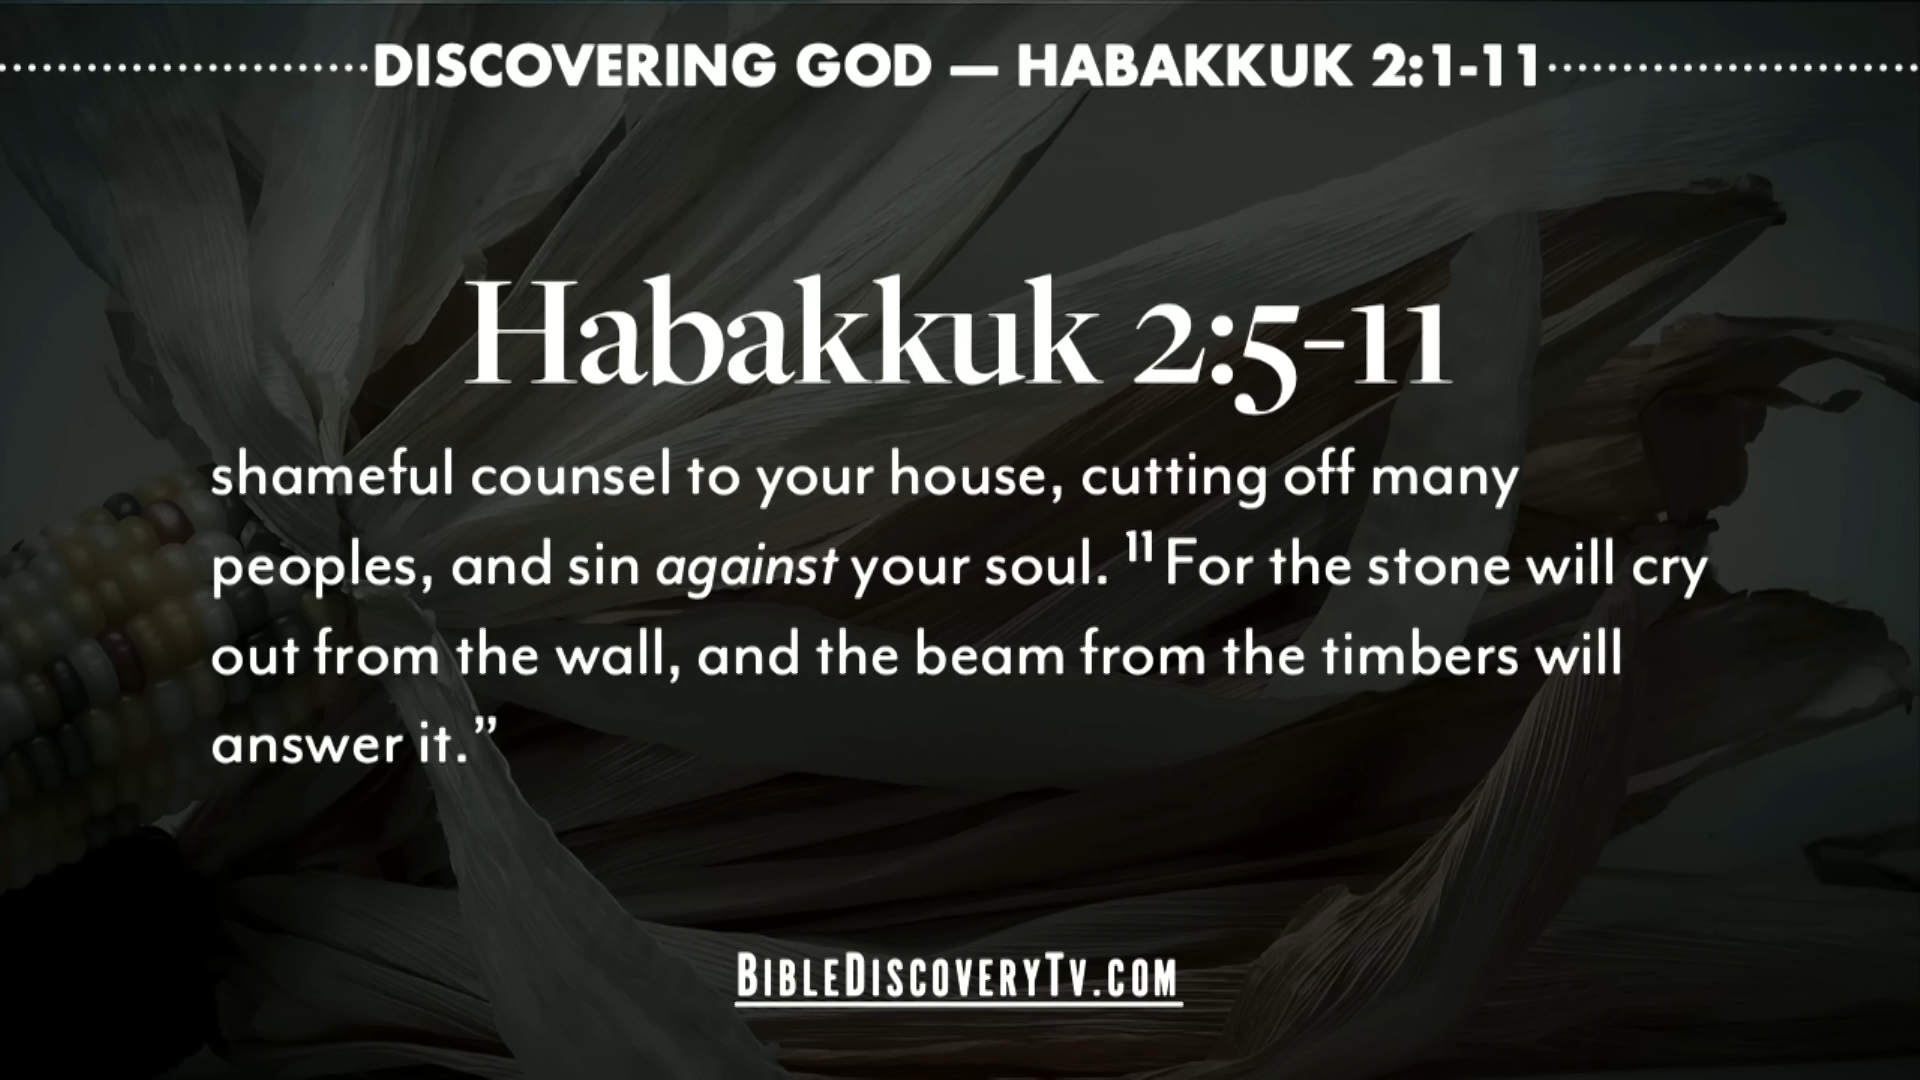 DISCOVERING GOD — HABAKKUK 2:1-11
Habakkuk 2:5-11
shameful counsel to your house, cutting off many
peoples, and sin against your soul. ¹¹ For the stone will cry
out from the wall, and the beam from the timbers will
answer it.”
BIBLEDISCOVERYTV.COM